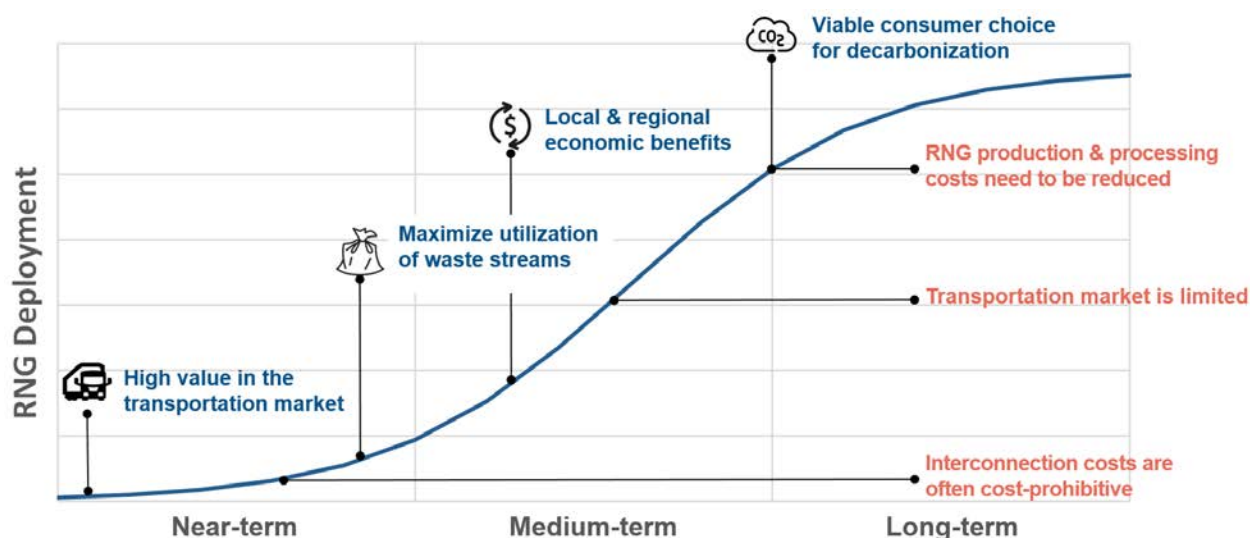 CO₂
Viable consumer choice
for decarbonization
$
Local & regional
economic benefits
RNG production & processing
costs need to be reduced
Maximize utilization
of waste streams
Transportation market is limited
High value in the
transportation market
Interconnection costs are
often cost-prohibitive
RNG Deployment
Near-term
Medium-term
Long-term